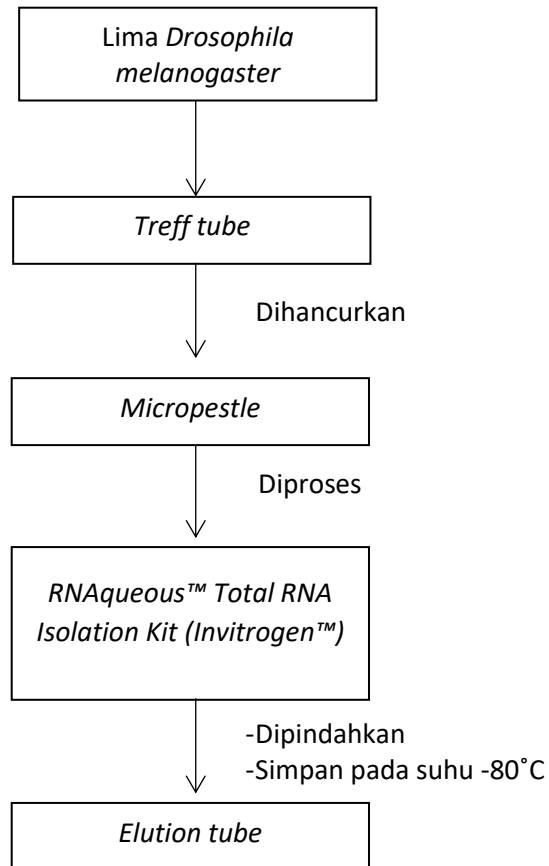 Lima Drosophila
melanogaster
Treff tube
Dihancurkan
Micropestle
Diproses
RNAqueous™ Total RNA
Isolation Kit (Invitrogen™)
-Dipindahkan
-Simpan pada suhu -80˚C
Elution tube